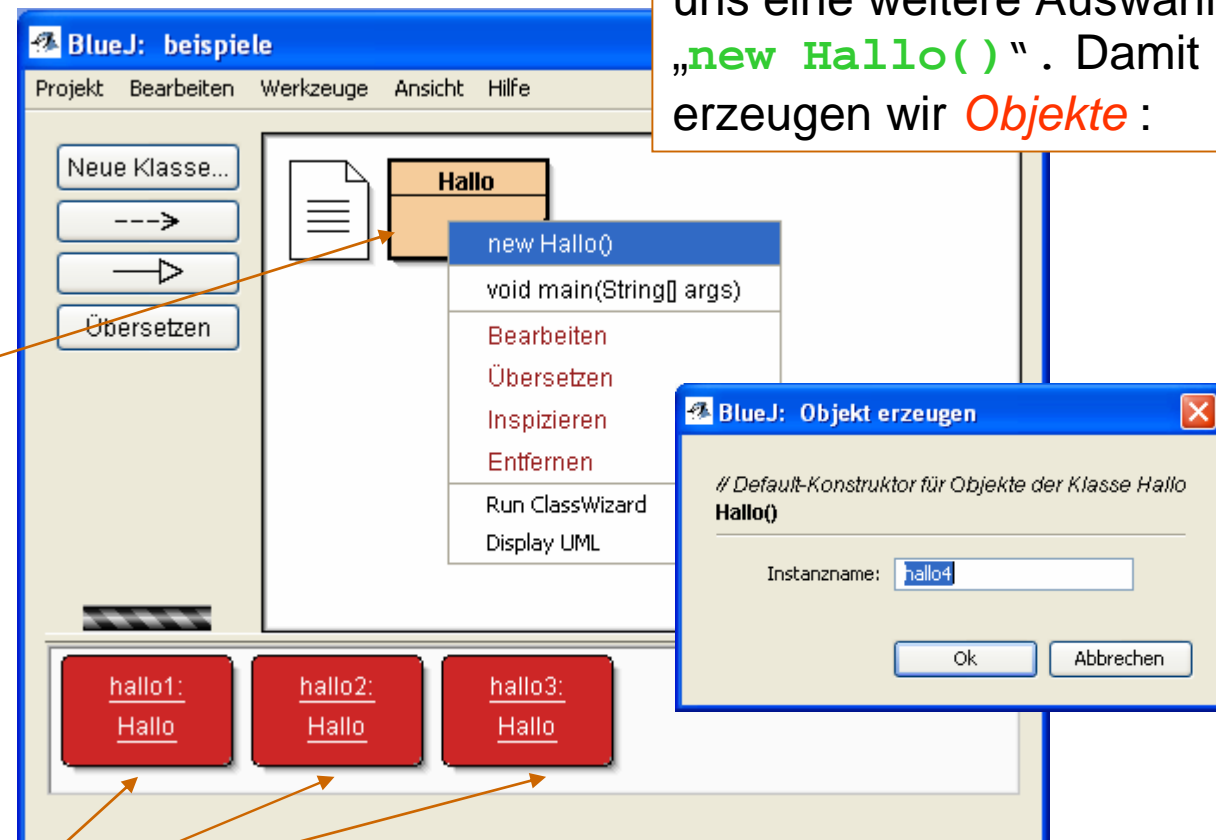 uns eine weitere Auswahl
„new Hallo()“. Damit
erzeugen wir Objekte :
BlueJ: beispiele
Projekt Bearbeiten Werkzeuge Ansicht Hilfe
Neue Klasse...
--->
Übersetzen
Hallo
new Hallo()
void main(String[] args)
Bearbeiten
Übersetzen
Inspizieren
Entfernen
Run ClassWizard
Display UML
BlueJ: Objekt erzeugen
// Default-Konstruktor für Objekte der Klasse Hallo
Hallo()
Instanzname: hallo4
Ok Abbrechen
hallo1:
Hallo
hallo2:
Hallo
hallo3:
Hallo